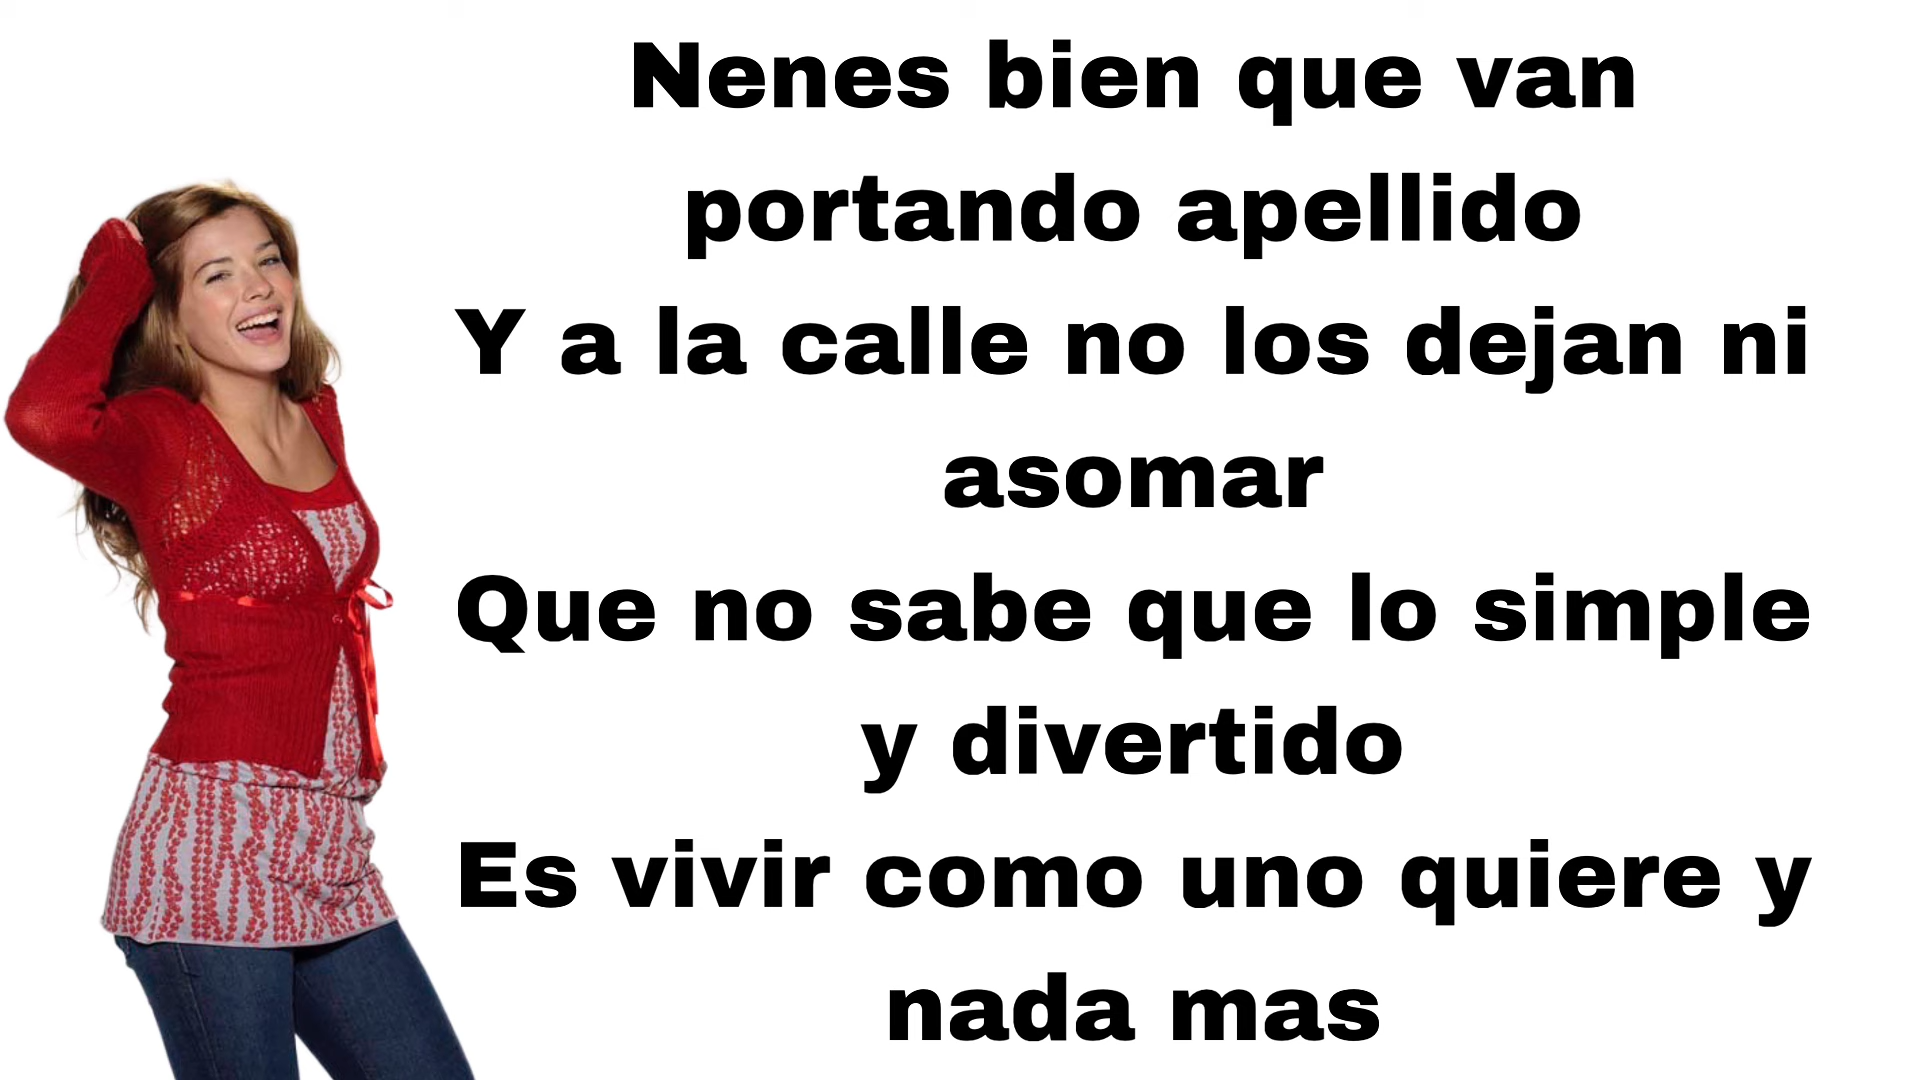 Nenes bien que van
portando apellido
Y a la calle no los dejan ni
asomar
Que no sabe que lo simple
y divertido
Es vivir como uno quiere y
nada mas